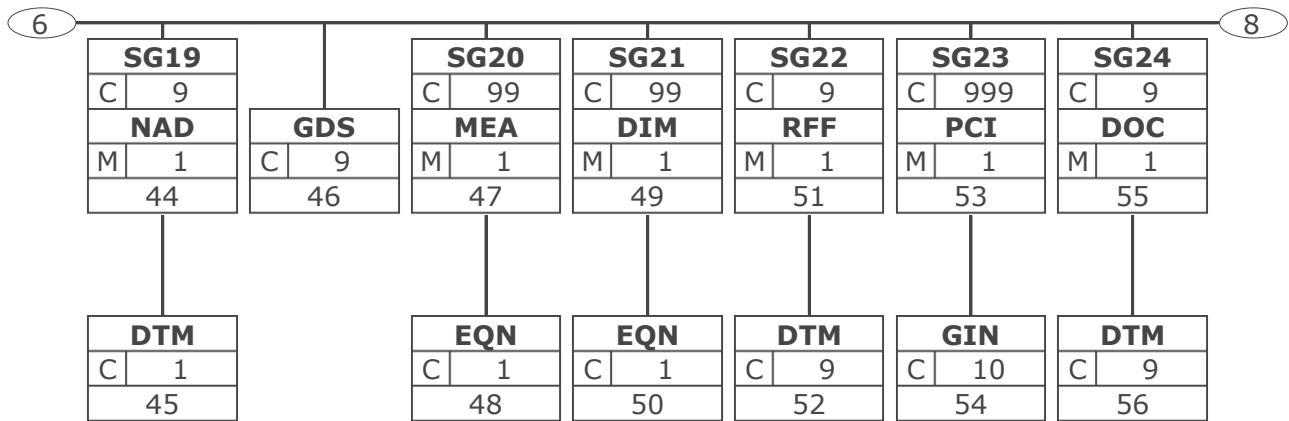 6 8
SG19 SG20 SG21 SG22 SG23 SG24
C 9 C 99 C 99 C 9 C 999 C 9
NAD GDS MEA DIM RFF PCI DOC
M 1 C 9 M 1 M 1 M 1 M 1 M 1
44 46 47 49 51 53 55
DTM EQN EQN DTM GIN DTM
C 1 C 1 C 1 C 9 C 10 C 9
45 48 50 52 54 56